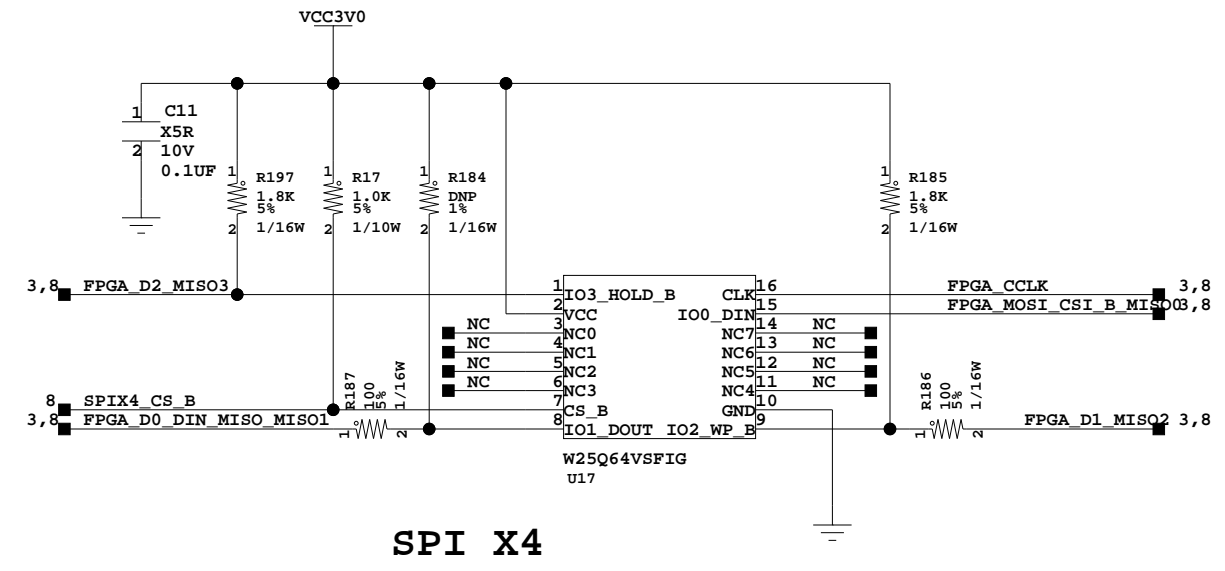 VCC3V0
1 C11
X5R
2 10V
0.1UF
1 R197
1.8K
5%
2 1/16W
1 R17
1.0K
5%
2 1/10W
1 R184
DNP
1%
2 1/16W
1 R185
1.8K
5%
2 1/16W
3,8 FPGA_D2_MISO3
8 SPIX4_CS_B
3,8 FPGA_D0_DIN_MISO_MISO1
R187
100
5%
1/16W
1 2
NC
NC
NC
NC
1 IO3_HOLD_B
2 VCC
3 NC0
4 NC1
5 NC2
6 NC3
7 CS_B
8 IO1_DOUT
CLK 16
IO0_DIN 15
NC7 14
NC6 13
NC5 12
NC4 11
GND 10
IO2_WP_B 9
NC
NC
NC
NC
W25Q64VSFIG
U17
FPGA_CCLK 3,8
FPGA_MOSI_CSI_B_MISO0 3,8
R186
100
5%
1/16W
1 2
FPGA_D1_MISO2 3,8
SPI X4